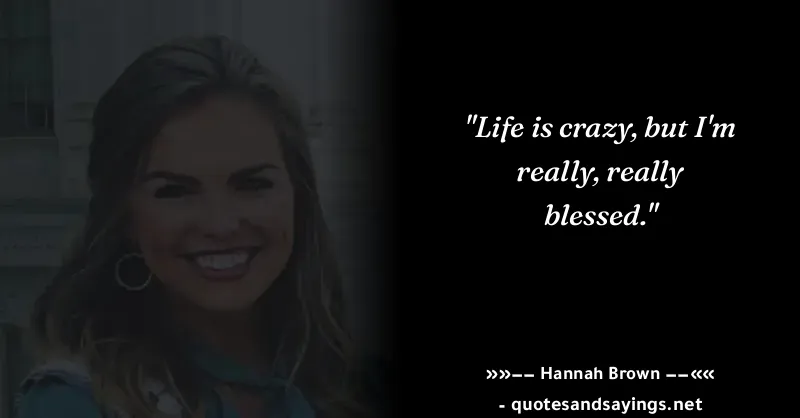 "Life is crazy, but I'm
really, really
blessed."
»»–– Hannah Brown ––««
- quotesandsayings.net